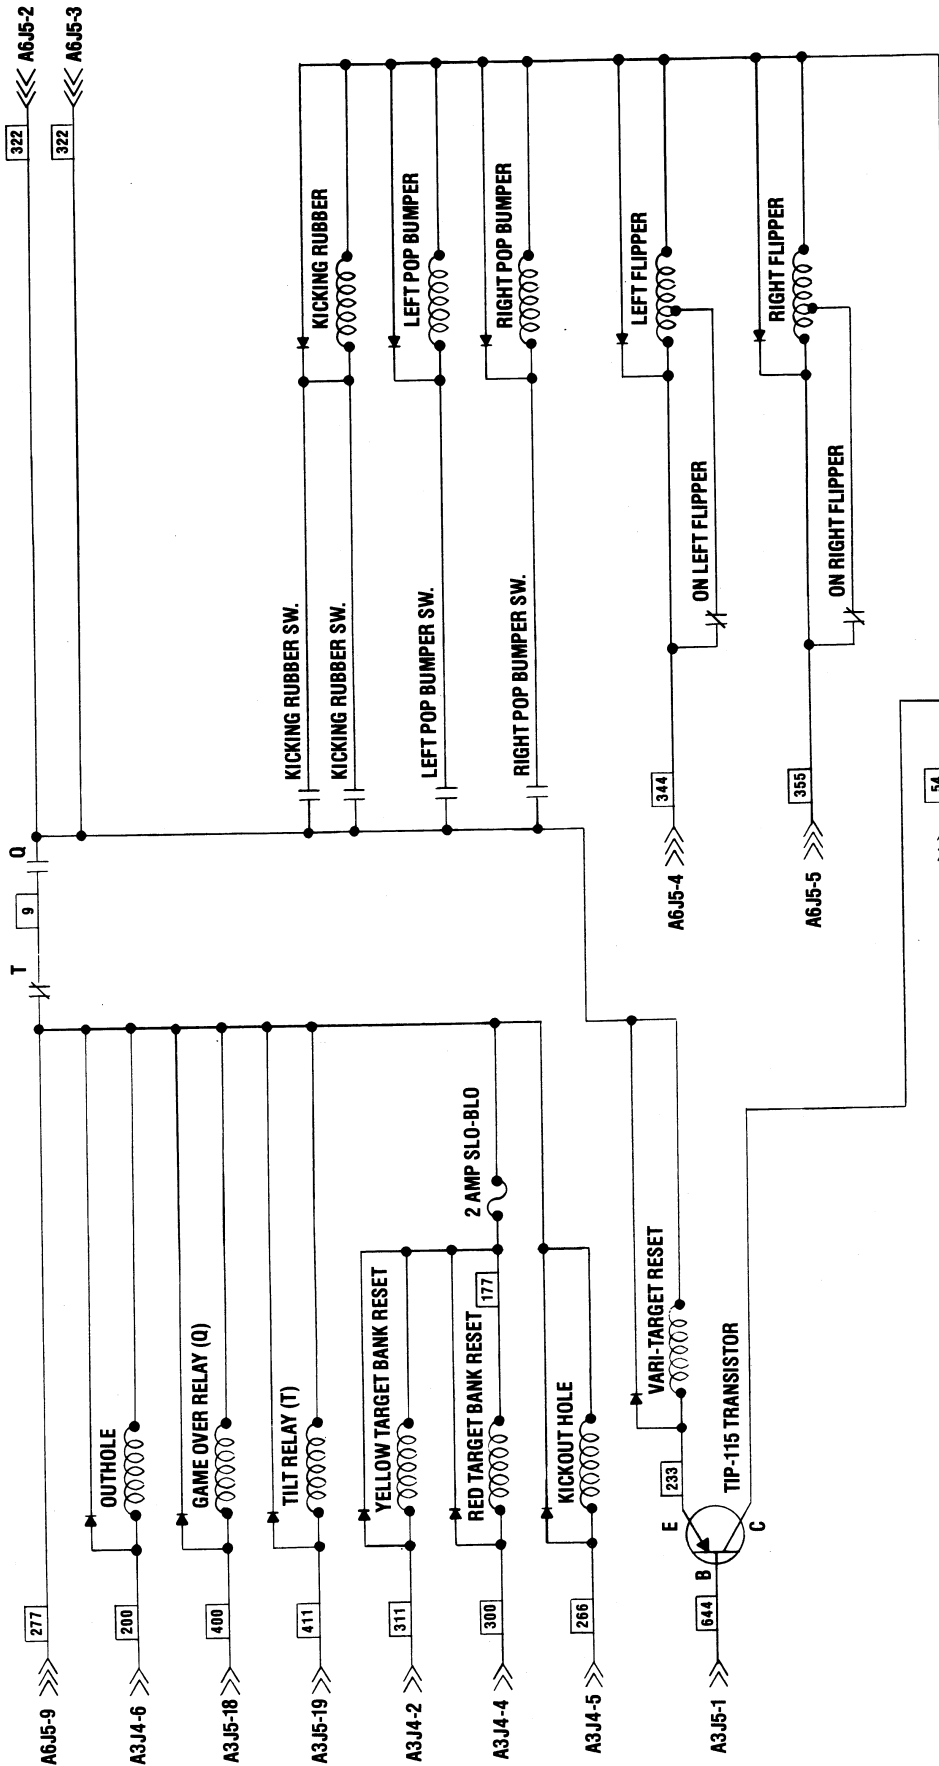 A6J5-9
277
T
9
Q
322
A6J5-2
322
A6J5-3
A3J4-6
200
OUTHOLE
A3J5-18
400
GAME OVER RELAY (Q)
A3J5-19
411
TILT RELAY (T)
A3J4-2
311
YELLOW TARGET BANK RESET
A3J4-4
300
RED TARGET BANK RESET
177
2 AMP SLO-BLO
A3J4-5
266
KICKOUT HOLE
A3J5-1
644
B
E
C
233
VARI-TARGET RESET
TIP-115 TRANSISTOR
KICKING RUBBER SW.
KICKING RUBBER SW.
KICKING RUBBER
LEFT POP BUMPER SW.
LEFT POP BUMPER
RIGHT POP BUMPER SW.
RIGHT POP BUMPER
A6J5-4
344
ON LEFT FLIPPER
LEFT FLIPPER
A6J5-5
355
ON RIGHT FLIPPER
RIGHT FLIPPER
54